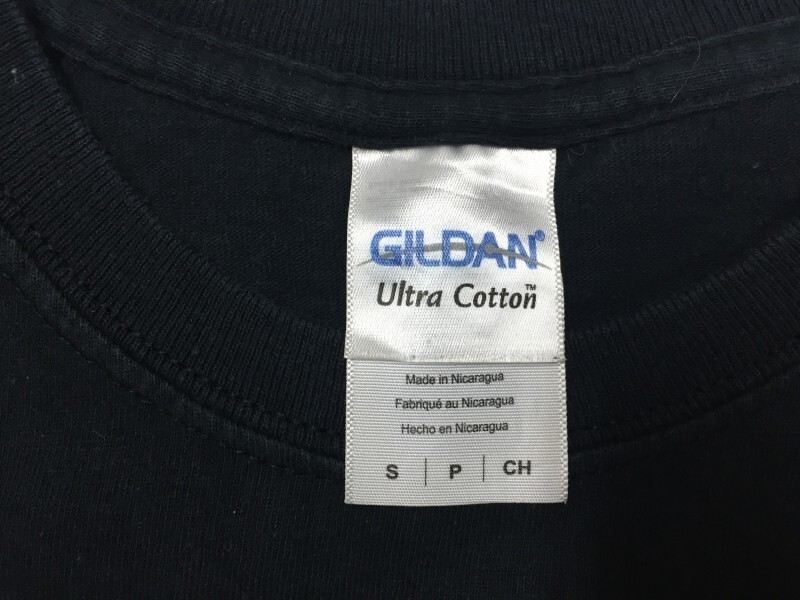 GILDAN®
Ultra Cotton™
Made in Nicaragua
Fabriqué au Nicaragua
Hecho en Nicaragua
S | P | CH